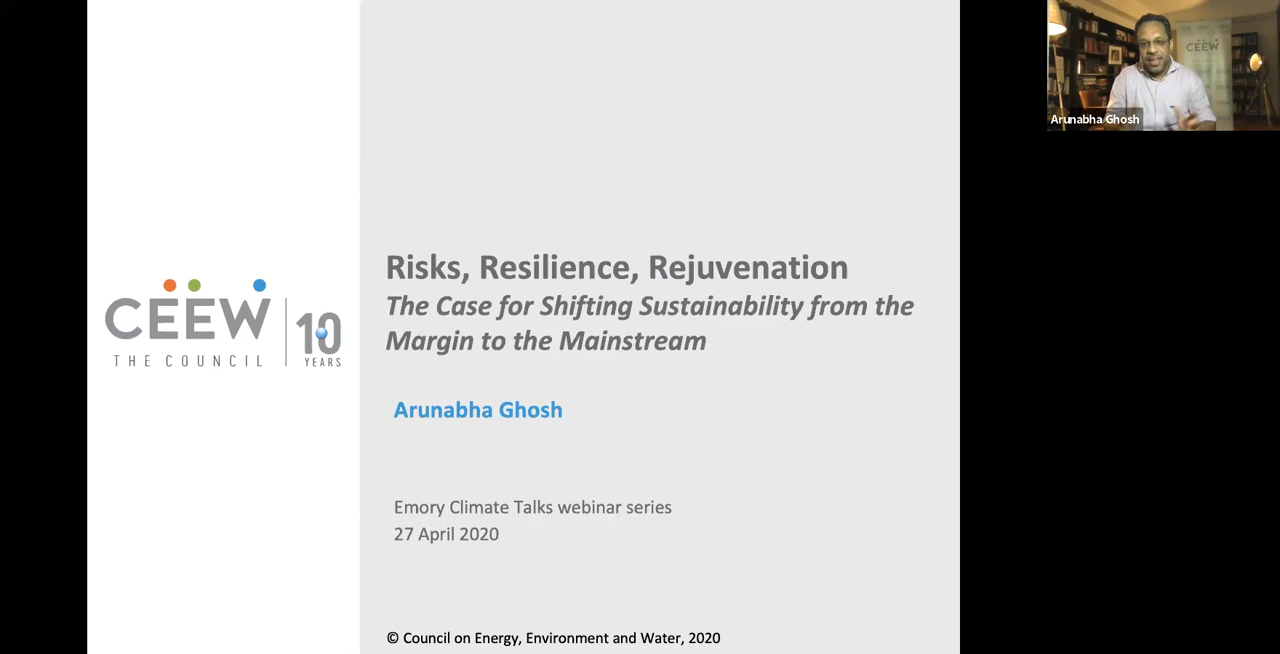 CEEW
THE COUNCIL
10
YEARS
Risks, Resilience, Rejuvenation
The Case for Shifting Sustainability from the
Margin to the Mainstream
Arunabha Ghosh
Emory Climate Talks webinar series
27 April 2020
© Council on Energy, Environment and Water, 2020
CEEW
Arunabha Ghosh